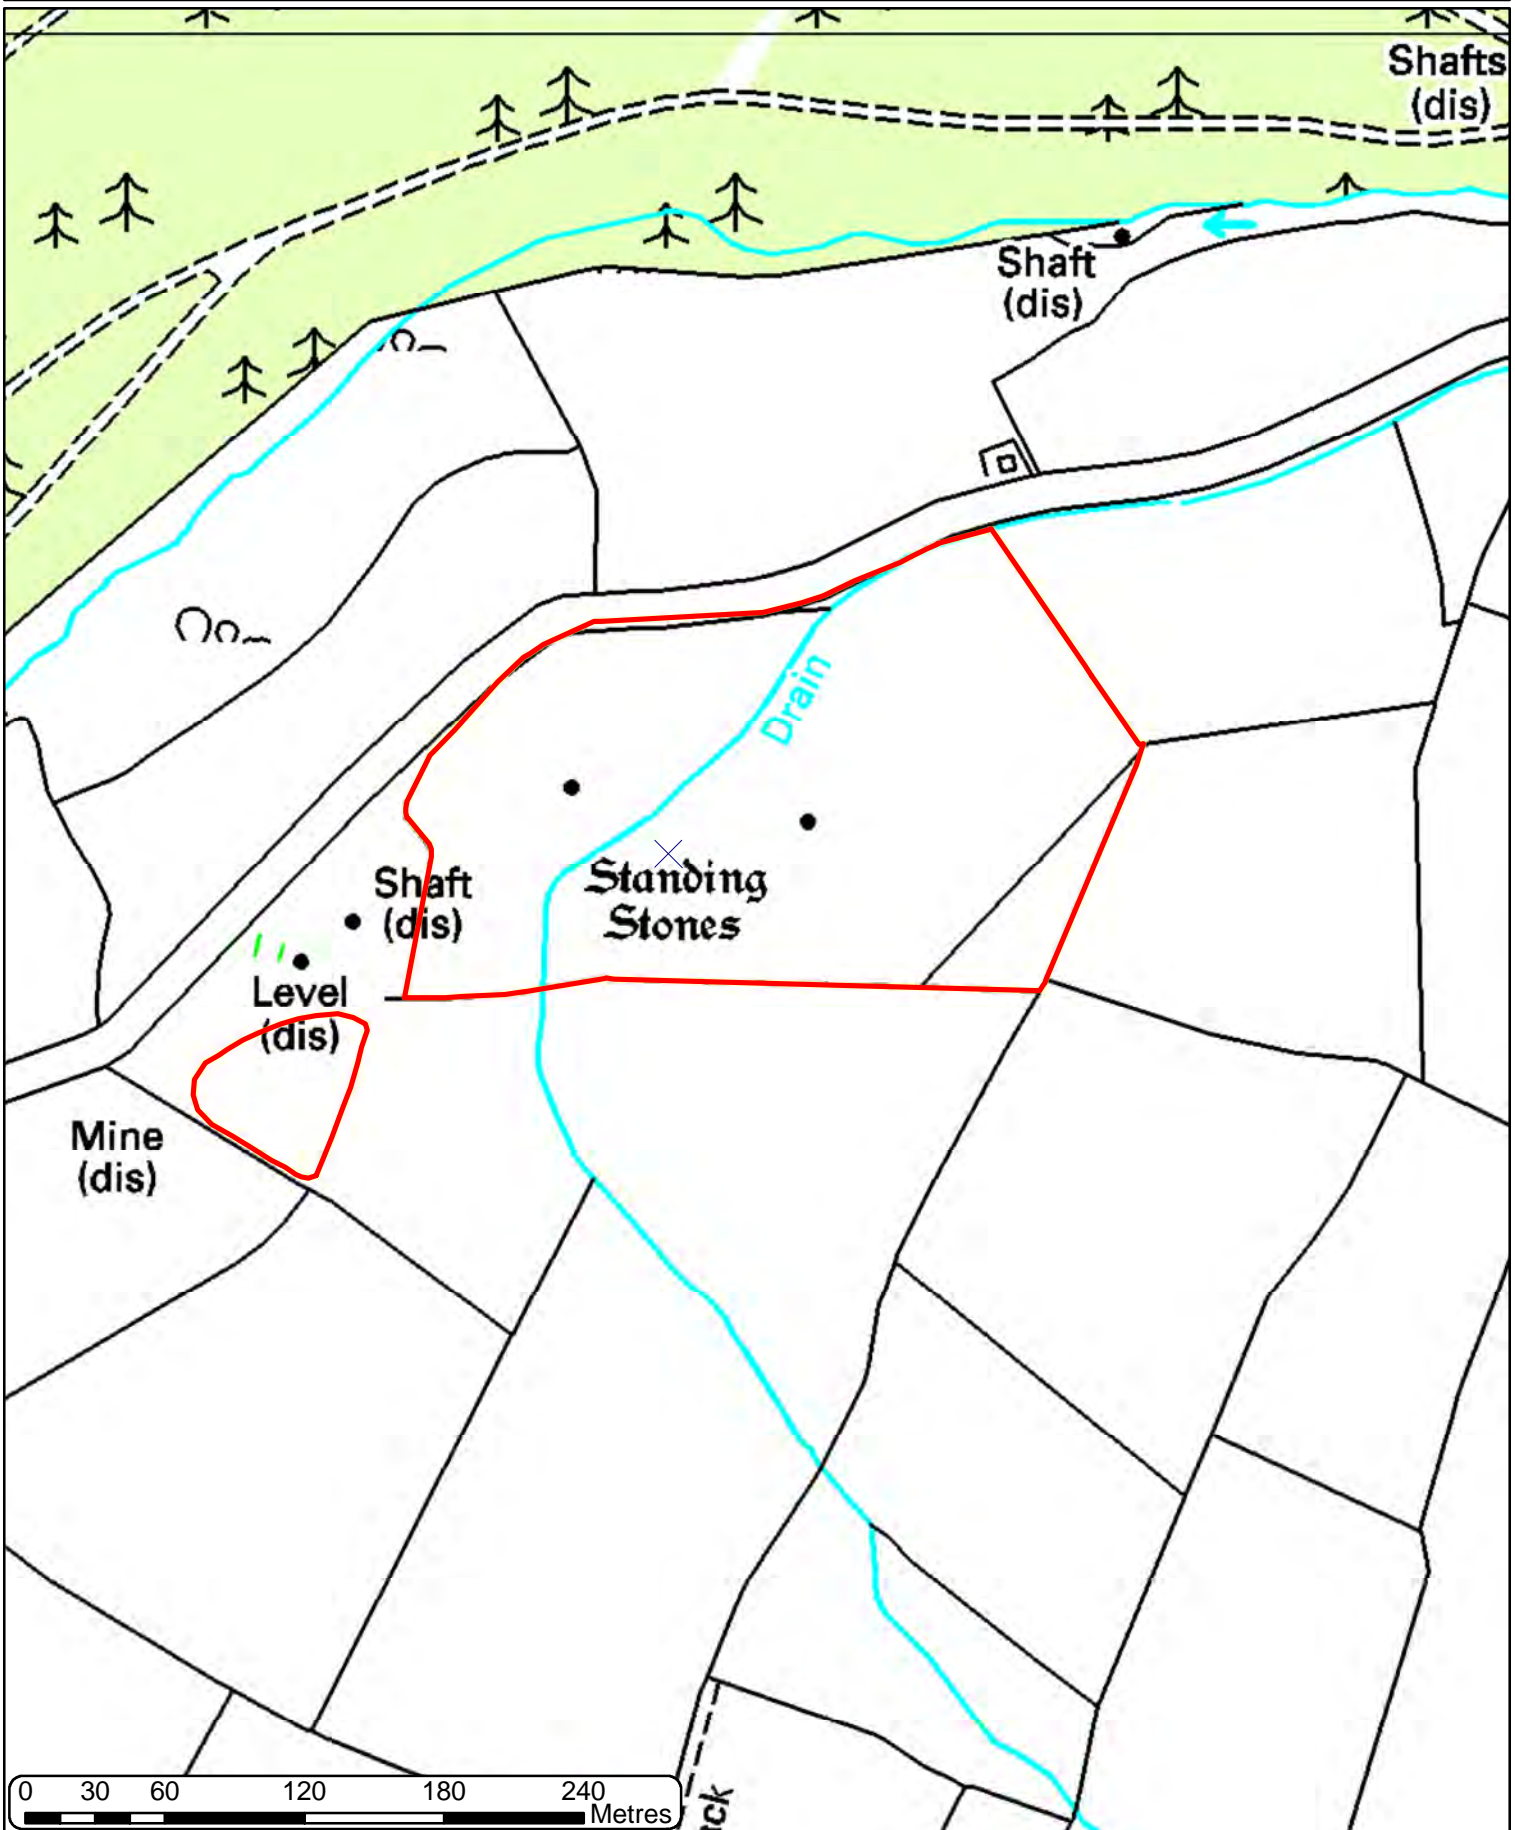 Shafts
(dis)
Shaft
(dis)
Drain
Shaft
(dis)
Standing
Stones
Level
(dis)
Mine
(dis)
0 30 60 120 180 240
Metres
ck